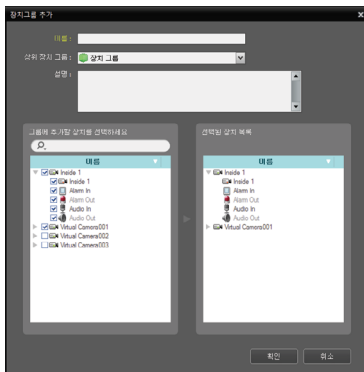 장치그룹 추가
이름 :
상위 장치 그룹 :
장치 그룹
설명 :
그룹에 추가할 장치를 선택하세요
이름
Inside 1
Inside 1
Alarm In
Alarm Out
Audio In
Audio Out
Virtual Camera001
Virtual Camera002
Virtual Camera003
선택된 장치 목록
이름
Inside 1
Inside 1
Alarm In
Alarm Out
Audio In
Audio Out
Virtual Camera001
확인
취소